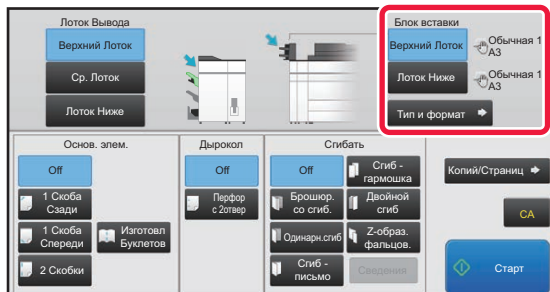 Лоток Вывода
Верхний Лоток
Ср. Лоток
Лоток Ниже
Блок вставки
Верхний Лоток
Обычная 1
A3
Лоток Ниже
Обычная 1
A3
Тип и формат
Основ. элем.
Off
1 Скоба
Сзади
1 Скоба
Спереди
Изготовл
Буклетов
2 Скобки
Дырокол
Off
Перфор
с 2отвер
Сгибать
Off
Сгиб -
гармошка
Брошюр.
со сгиб.
Двойной
сгиб
Одинарн.сгиб
Z-образ.
фальцов.
Сгиб -
письмо
Сведения
Копий/Страниц
CA
Старт